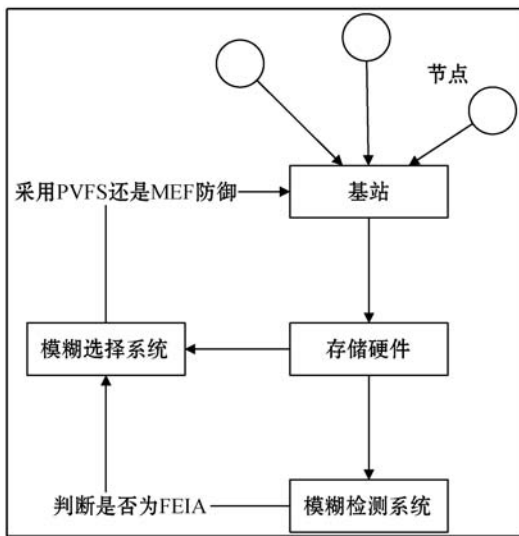 节点
采用PVFS还是MEF防御
基站
模糊选择系统
存储硬件
判断是否为FEIA
模糊检测系统